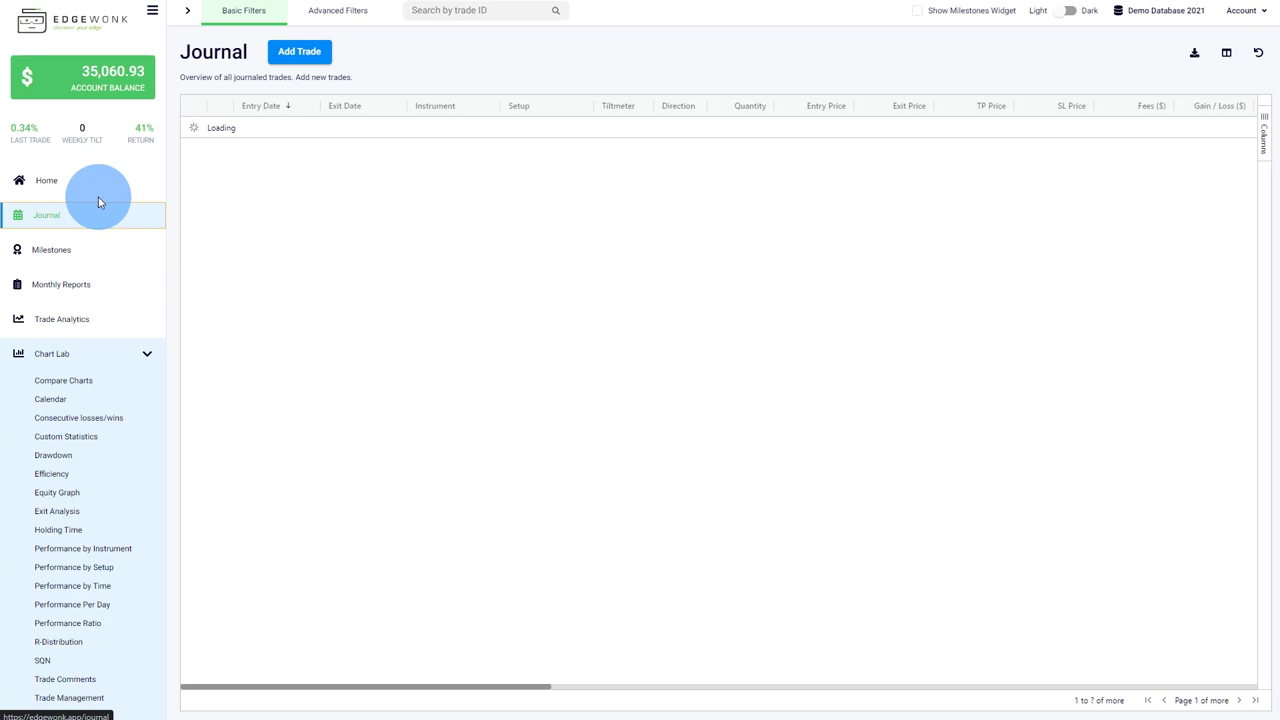 EDGEWONK
discover your edge
$
35,060.93
ACCOUNT BALANCE
0.34% 0 41%
LAST TRADE WEEKLY TILT RETURN
Home
Journal
Milestones
Monthly Reports
Trade Analytics
Chart Lab
Compare Charts
Calendar
Consecutive losses/wins
Custom Statistics
Drawdown
Efficiency
Equity Graph
Exit Analysis
Holding Time
Performance by Instrument
Performance by Setup
Performance by Time
Performance Per Day
Performance Ratio
R-Distribution
SQN
Trade Comments
Trade Management
https://edgewonk.app/journal
Basic Filters Advanced Filters Search by trade ID Show Milestones Widget Light Dark Demo Database 2021 Account
Journal Add Trade
Overview of all journaled trades. Add new trades.
Entry Date Exit Date Instrument Setup Tiltmeter Direction Quantity Entry Price Exit Price TP Price SL Price Fees ($) Gain / Loss ($)
Loading
Columns
1 to ? of more Page 1 of more